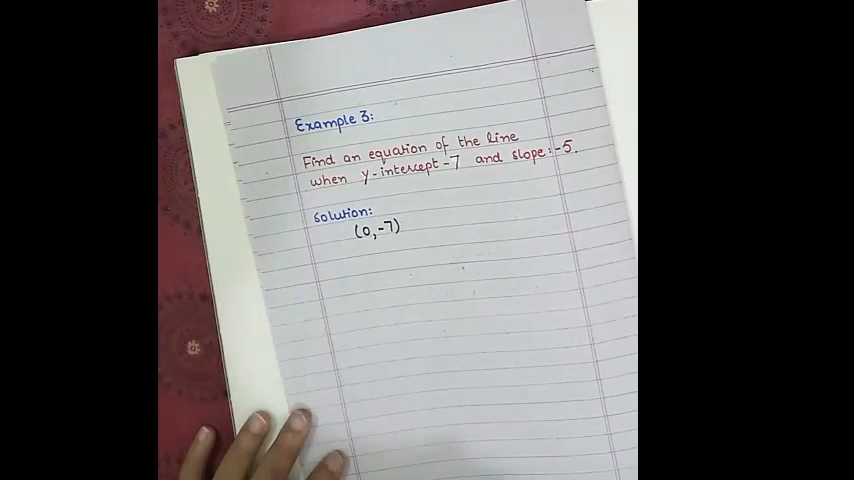 Example 3:
Find an equation of the line
when y-intercept -7 and slope: -5.
Solution:
(0,-7)